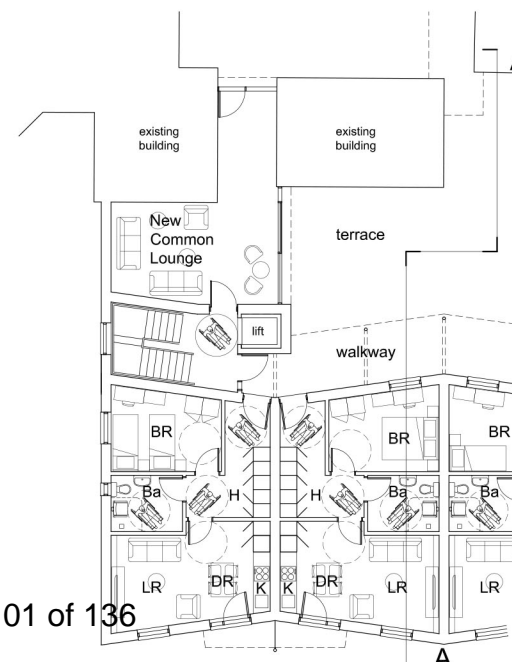 existing
building
existing
building
New
Common
Lounge
terrace
lift
walkway
BR
BR
BR
Ba
H
H
Ba
Ba
LR
DR
K
K
DR
LR
LR
01 of 136
A